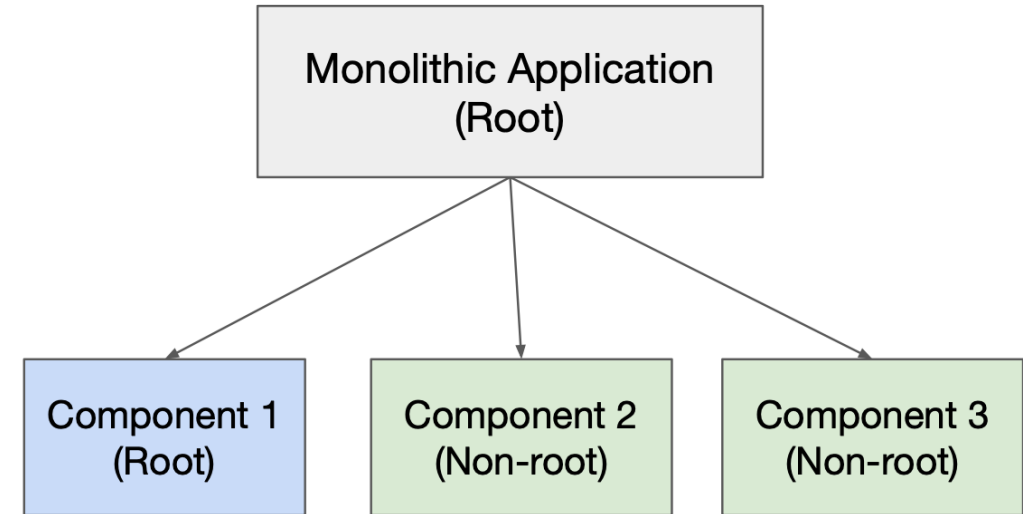 Monolithic Application
(Root)
Component 1
(Root)
Component 2
(Non-root)
Component 3
(Non-root)